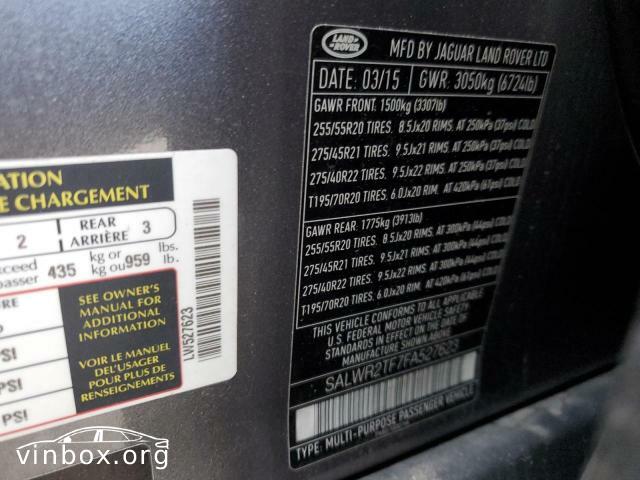 LAND
ROVER
MFD BY JAGUAR LAND ROVER LTD
DATE: 03/15 GWR: 3050kg (6724lb)
GAWR FRONT: 1500kg (3307lb)
255/55R20 TIRES. 8.5Jx20 RIMS. AT 250kPa (37psi) COLD
275/45R21 TIRES. 9.5Jx21 RIMS. AT 250kPa (37psi) COLD
275/40R22 TIRES. 9.5Jx22 RIMS. AT 250kPa (37psi) COLD
T195/70R20 TIRES. 6.0Jx20 RIM. AT 420kPa (61psi) COLD
GAWR REAR: 1775kg (3913lb)
255/55R20 TIRES. 8.5Jx20 RIMS. AT 300kPa (44psi) COLD
275/45R21 TIRES. 9.5Jx21 RIMS. AT 300kPa (44psi) COLD
275/40R22 TIRES. 9.5Jx22 RIMS. AT 300kPa (44psi) COLD
T195/70R20 TIRES. 6.0Jx20 RIM. AT 420kPa (61psi) COLD
THIS VEHICLE CONFORMS TO ALL APPLICABLE
U.S. FEDERAL MOTOR VEHICLE SAFETY
STANDARDS IN EFFECT ON THE DATE OF
MANUFACTURE SHOWN ABOVE.
SALWR2TF7FA527623
TYPE: MULTI-PURPOSE PASSENGER VEHICLE
CHARGEMENT
2 REAR 3
ARRIÈRE
435 kg or 959 lbs.
kg ou lb.
SEE OWNER'S
MANUAL FOR
ADDITIONAL
INFORMATION
VOIR LE MANUEL
DE L'USAGER
POUR PLUS DE
RENSEIGNEMENTS
PSI
PSI
PSI
LW527623
vinbox.org